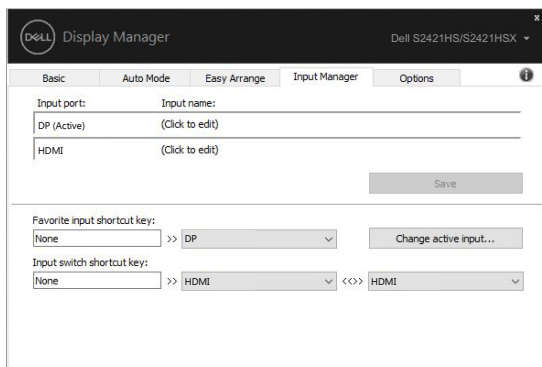 x
DELL Display Manager Dell S2421HS/S2421HSX
Basic Auto Mode Easy Arrange Input Manager Options
Input port: Input name:
DP (Active) (Click to edit)
HDMI (Click to edit)
Save
Favorite input shortcut key:
None >> DP Change active input...
Input switch shortcut key:
None >> HDMI <<>> HDMI